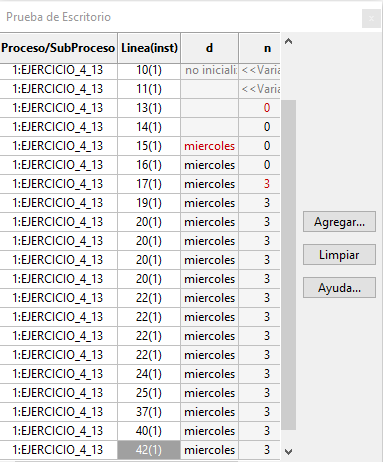 Prueba de Escritorio
Proceso/SubProceso Linea(inst) d n
1:EJERCICIO_4_13 10(1) no iniciali <<Varia
1:EJERCICIO_4_13 11(1) <<Varia
1:EJERCICIO_4_13 13(1) 0
1:EJERCICIO_4_13 14(1) 0
1:EJERCICIO_4_13 15(1) miercoles 0
1:EJERCICIO_4_13 16(1) miercoles 0
1:EJERCICIO_4_13 17(1) miercoles 3
1:EJERCICIO_4_13 19(1) miercoles 3
1:EJERCICIO_4_13 20(1) miercoles 3
1:EJERCICIO_4_13 20(1) miercoles 3
1:EJERCICIO_4_13 20(1) miercoles 3
1:EJERCICIO_4_13 20(1) miercoles 3
1:EJERCICIO_4_13 22(1) miercoles 3
1:EJERCICIO_4_13 22(1) miercoles 3
1:EJERCICIO_4_13 22(1) miercoles 3
1:EJERCICIO_4_13 22(1) miercoles 3
1:EJERCICIO_4_13 24(1) miercoles 3
1:EJERCICIO_4_13 25(1) miercoles 3
1:EJERCICIO_4_13 37(1) miercoles 3
1:EJERCICIO_4_13 40(1) miercoles 3
1:EJERCICIO_4_13 42(1) miercoles 3
Agregar...
Limpiar
Ayuda...